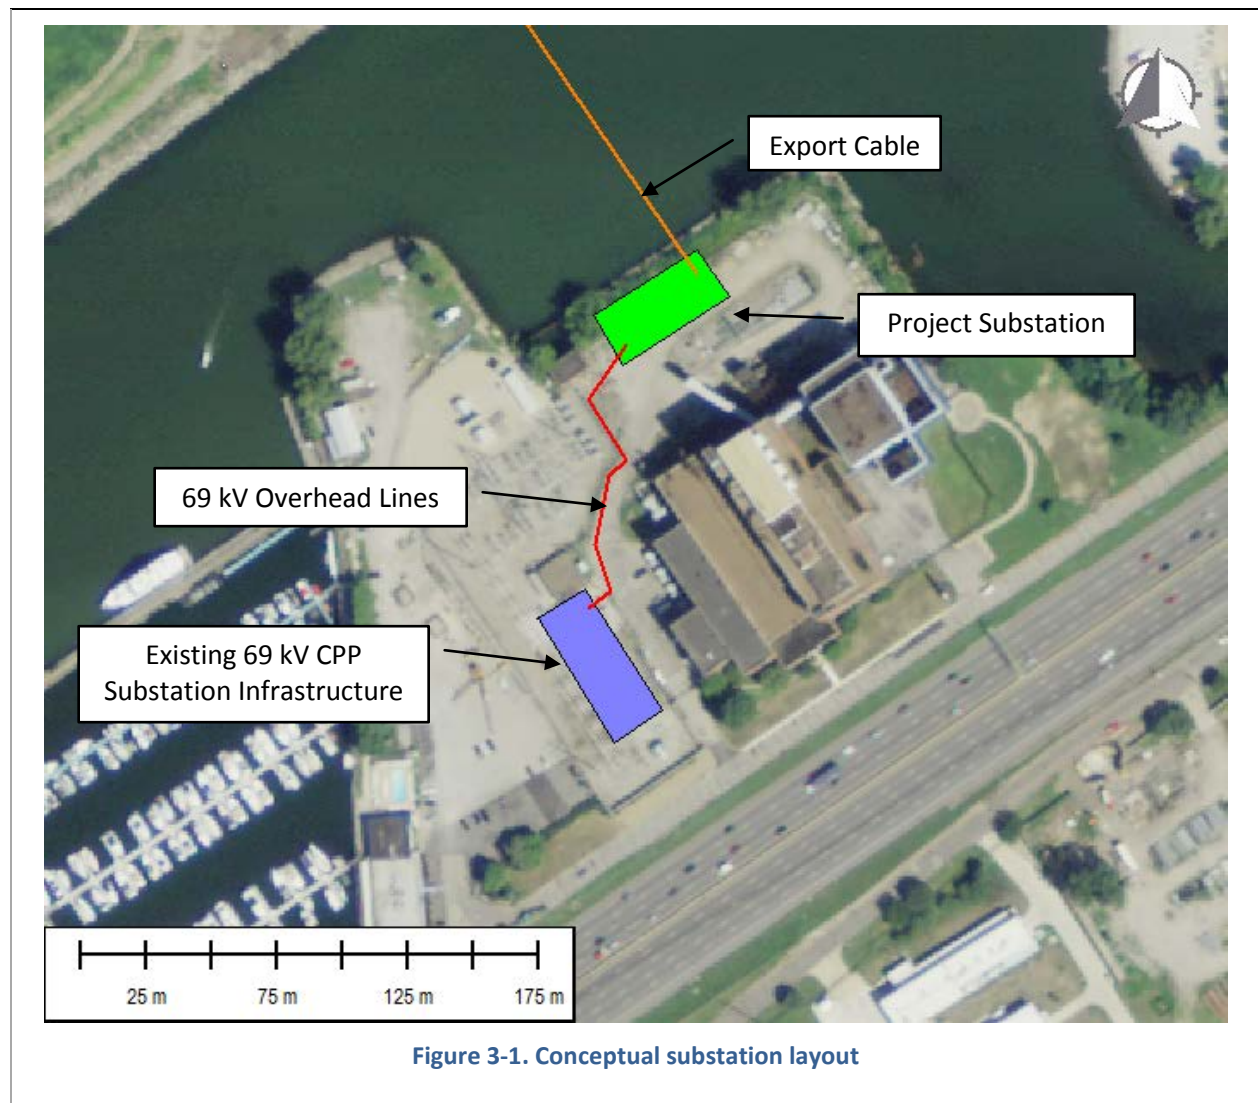 Export Cable
Project Substation
69 kV Overhead Lines
Existing 69 kV CPP
Substation Infrastructure
25 m 75 m 125 m 175 m
Figure 3-1. Conceptual substation layout